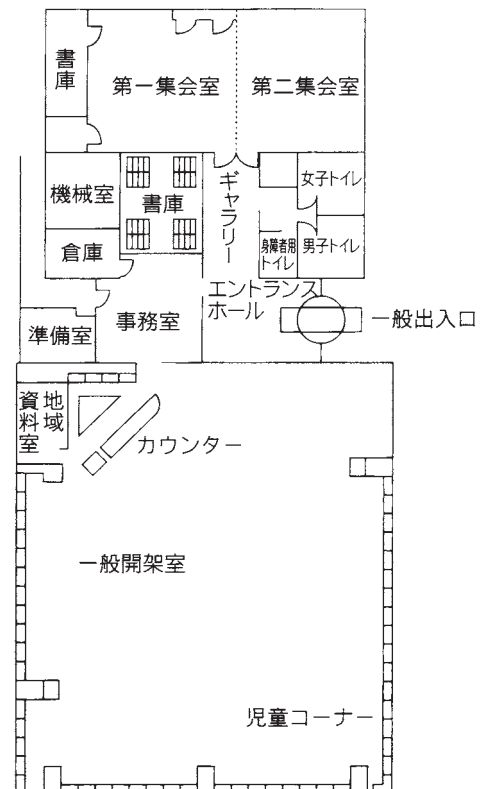 書庫
第一集会室
第二集会室
機械室
書庫
ギャラリー
女子トイレ
倉庫
身障者用
トイレ
男子トイレ
エントランス
ホール
一般出入口
準備室
事務室
地域
資料室
カウンター
一般開架室
児童コーナー